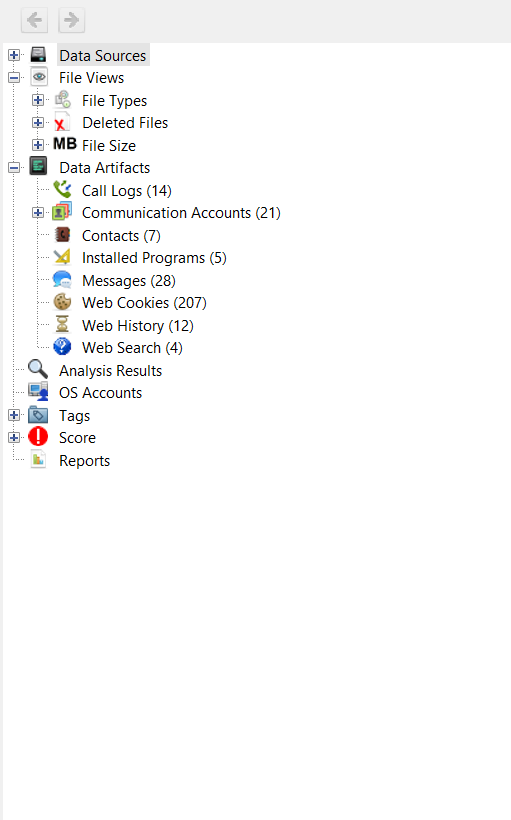 Data Sources
File Views
File Types
Deleted Files
MB File Size
Data Artifacts
Call Logs (14)
Communication Accounts (21)
Contacts (7)
Installed Programs (5)
Messages (28)
Web Cookies (207)
Web History (12)
Web Search (4)
Analysis Results
OS Accounts
Tags
Score
Reports